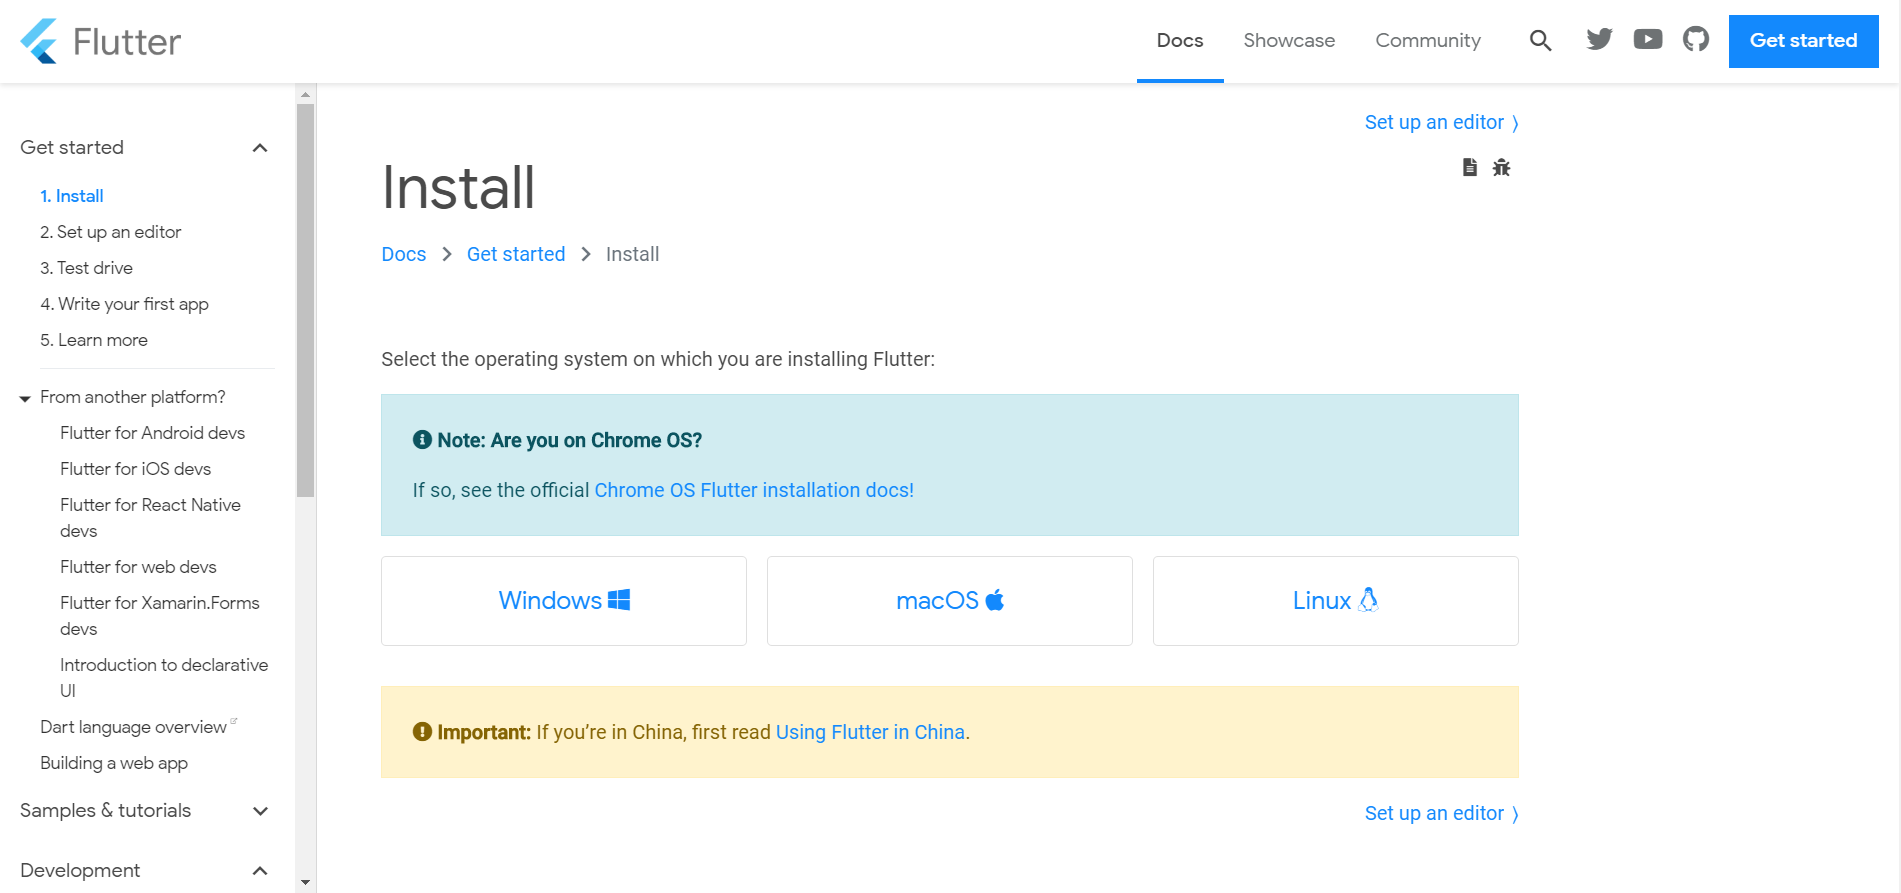 Flutter
Docs Showcase Community Get started
Get started
1. Install
2. Set up an editor
3. Test drive
4. Write your first app
5. Learn more
From another platform?
Flutter for Android devs
Flutter for iOS devs
Flutter for React Native
devs
Flutter for web devs
Flutter for Xamarin.Forms
devs
Introduction to declarative
UI
Dart language overview
Building a web app
Samples & tutorials
Development
Set up an editor
Install
Docs Get started Install
Select the operating system on which you are installing Flutter:
Note: Are you on Chrome OS?
If so, see the official Chrome OS Flutter installation docs!
Windows macOS Linux
Important: If you’re in China, first read Using Flutter in China.
Set up an editor